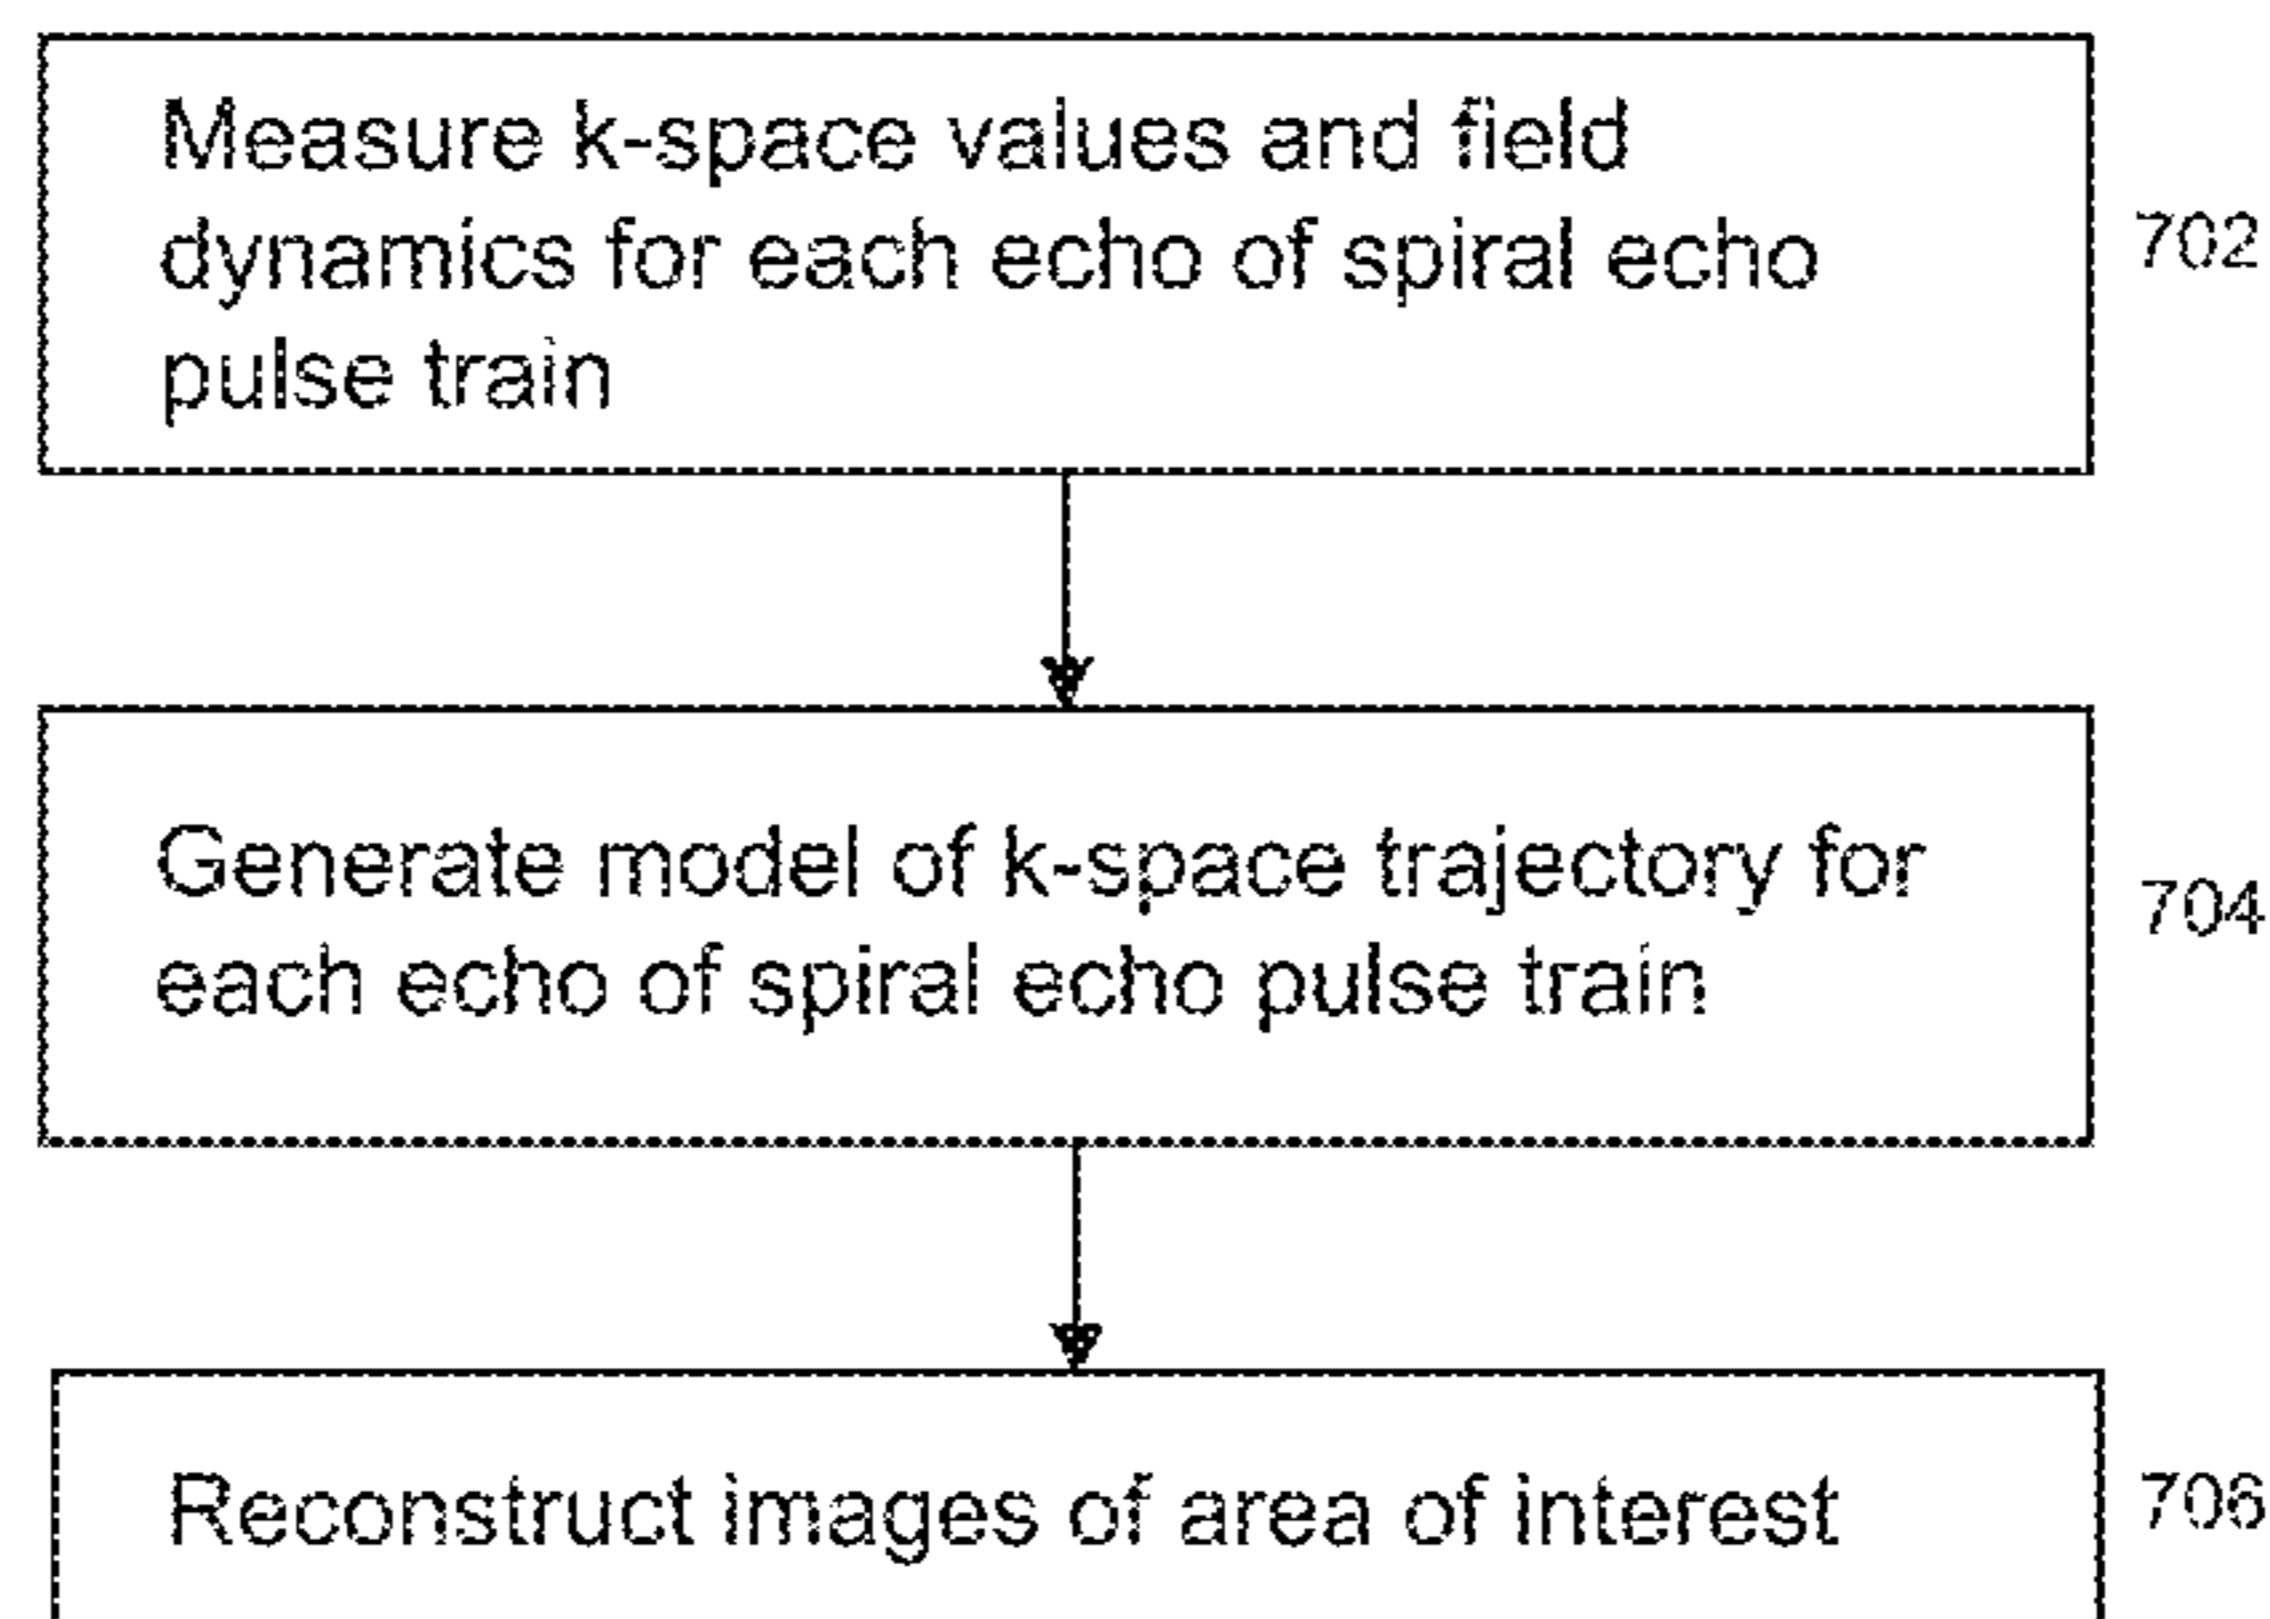 Measure k-space values and field
dynamics for each echo of spiral echo
pulse train
702
Generate model of k-space trajectory for
each echo of spiral echo pulse train
704
Reconstruct images of area of interest
706